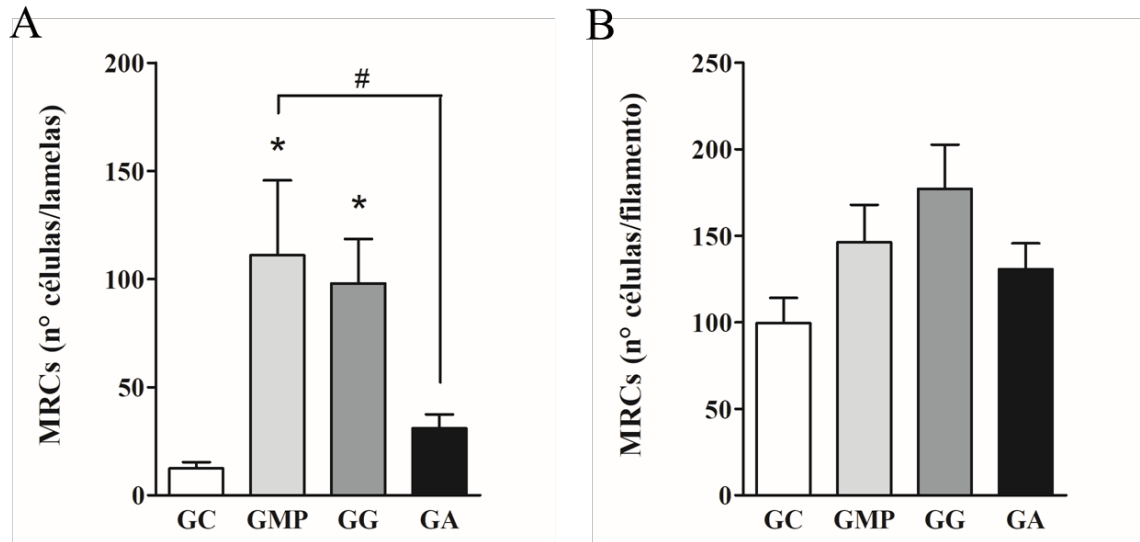 A
MRCs (n° células/lamelas)
200
150
100
50
0
#
*
*
GC GMP GG GA
B
MRCs (n° células/filamento)
250
200
150
100
50
0
GC GMP GG GA